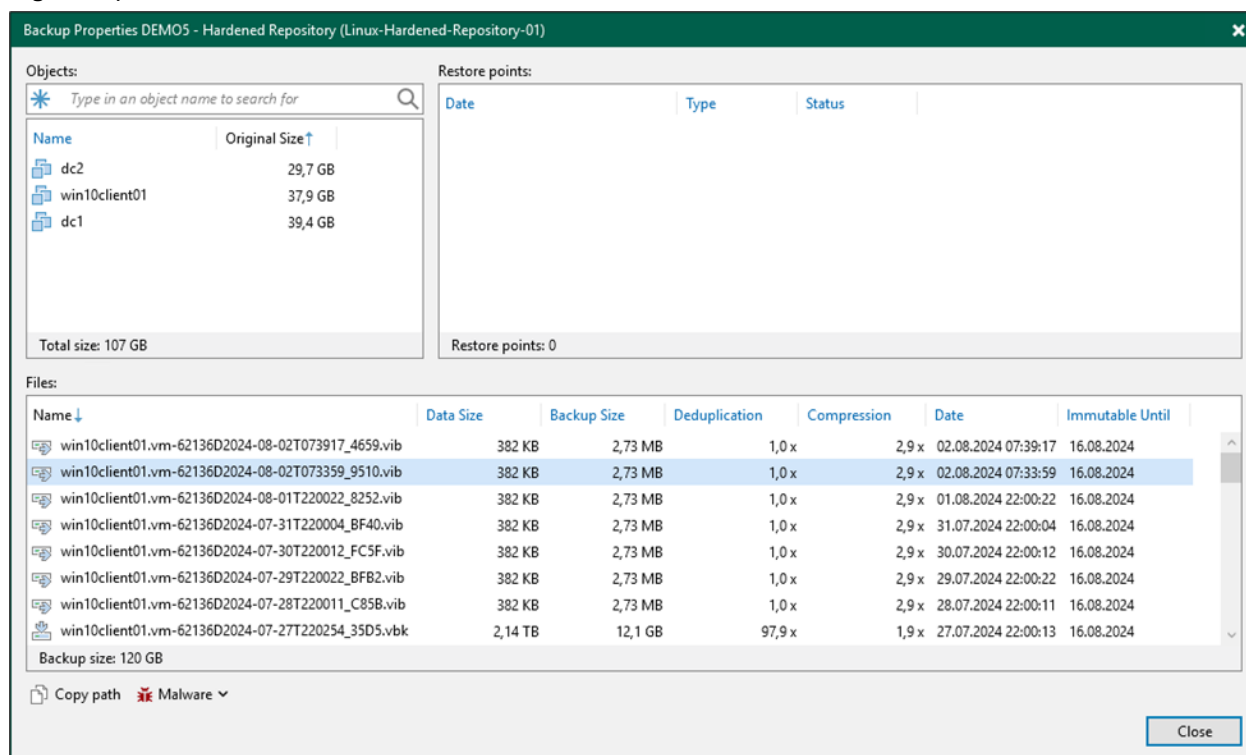 Backup Properties DEMO5 - Hardened Repository (Linux-Hardened-Repository-01)
Objects:
Type in an object name to search for
Name Original Size
dc2 29,7 GB
win10client01 37,9 GB
dc1 39,4 GB
Total size: 107 GB
Restore points:
Date Type Status
Restore points: 0
Files:
Name Data Size Backup Size Deduplication Compression Date Immutable Until
win10client01.vm-62136D2024-08-02T073917_4659.vib 382 KB 2,73 MB 1,0 x 2,9 x 02.08.2024 07:39:17 16.08.2024
win10client01.vm-62136D2024-08-02T073359_9510.vib 382 KB 2,73 MB 1,0 x 2,9 x 02.08.2024 07:33:59 16.08.2024
win10client01.vm-62136D2024-08-01T220022_8252.vib 382 KB 2,73 MB 1,0 x 2,9 x 01.08.2024 22:00:22 16.08.2024
win10client01.vm-62136D2024-07-31T220004_BF40.vib 382 KB 2,73 MB 1,0 x 2,9 x 31.07.2024 22:00:04 16.08.2024
win10client01.vm-62136D2024-07-30T220012_FC5F.vib 382 KB 2,73 MB 1,0 x 2,9 x 30.07.2024 22:00:12 16.08.2024
win10client01.vm-62136D2024-07-29T220022_BFB2.vib 382 KB 2,73 MB 1,0 x 2,9 x 29.07.2024 22:00:22 16.08.2024
win10client01.vm-62136D2024-07-28T220011_C85B.vib 382 KB 2,73 MB 1,0 x 2,9 x 28.07.2024 22:00:11 16.08.2024
win10client01.vm-62136D2024-07-27T220254_35D5.vbk 2,14 TB 12,1 GB 97,9 x 1,9 x 27.07.2024 22:00:13 16.08.2024
Backup size: 120 GB
Copy path Malware
Close